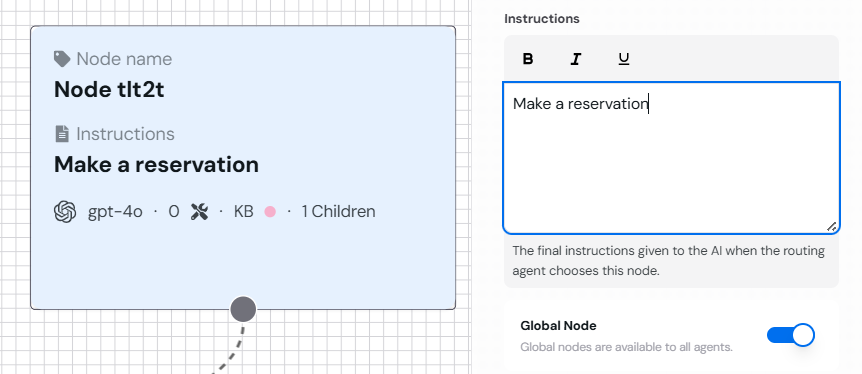 Node name
Node tlt2t
Instructions
Make a reservation
gpt-4o · 0 · KB · 1 Children
Instructions
B I U
Make a reservation
The final instructions given to the AI when the routing
agent chooses this node.
Global Node
Global nodes are available to all agents.